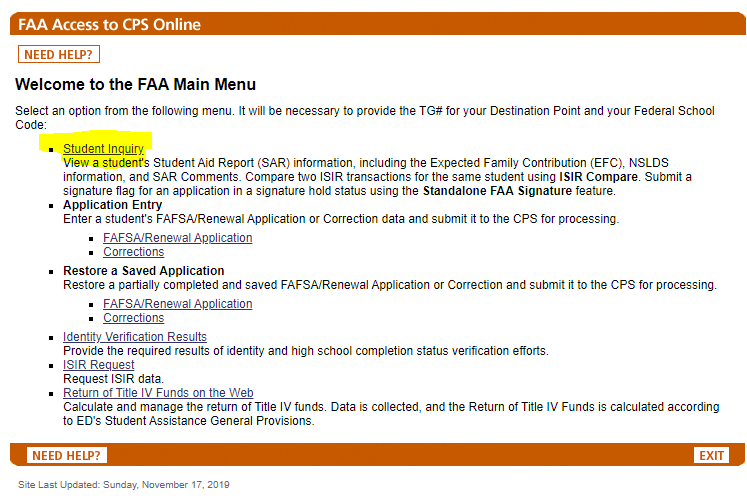 FAA Access to CPS Online
NEED HELP?
Welcome to the FAA Main Menu
Select an option from the following menu. It will be necessary to provide the TG# for your Destination Point and your Federal School
Code:
Student Inquiry
View a student's Student Aid Report (SAR) information, including the Expected Family Contribution (EFC), NSLDS
information, and SAR Comments. Compare two ISIR transactions for the same student using ISIR Compare. Submit a
signature flag for an application in a signature hold status using the Standalone FAA Signature feature.
Application Entry
Enter a student's FAFSA/Renewal Application or Correction data and submit it to the CPS for processing.
FAFSA/Renewal Application
Corrections
Restore a Saved Application
Restore a partially completed and saved FAFSA/Renewal Application or Correction and submit it to the CPS for processing.
FAFSA/Renewal Application
Corrections
Identity Verification Results
Provide the required results of identity and high school completion status verification efforts.
ISIR Request
Request ISIR data.
Return of Title IV Funds on the Web
Calculate and manage the return of Title IV funds. Data is collected, and the Return of Title IV Funds is calculated according
to ED's Student Assistance General Provisions.
NEED HELP? EXIT
Site Last Updated: Sunday, November 17, 2019